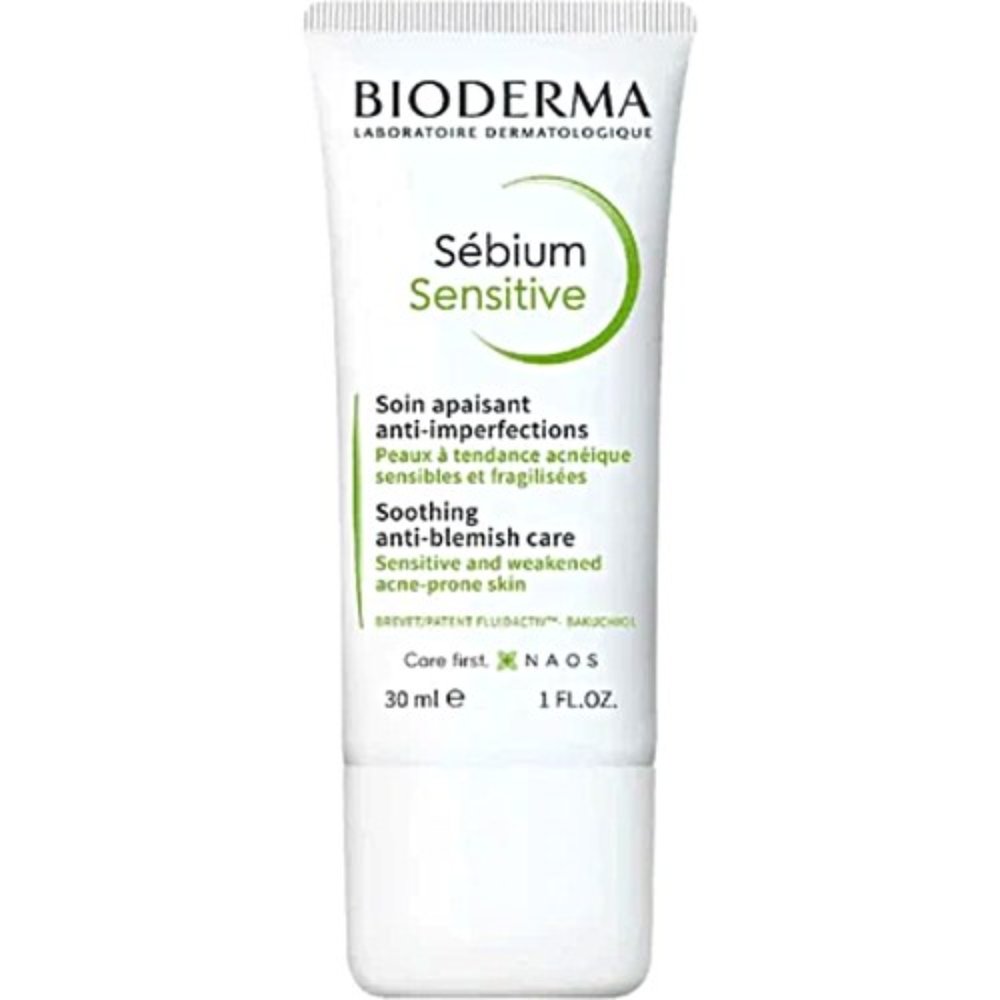 BIODERMA
LABORATOIRE DERMATOLOGIQUE
Sébium
Sensitive
Soin apaisant
anti-imperfections
Peaux à tendance acnéique
sensibles et fragilisées
Soothing
anti-blemish care
Sensitive and weakened
acne-prone skin
BREVET/PATENT FLUIDACTIV™- BAKUCHIOL
Care first. NAOS
30 ml ℮ 1 FL.OZ.